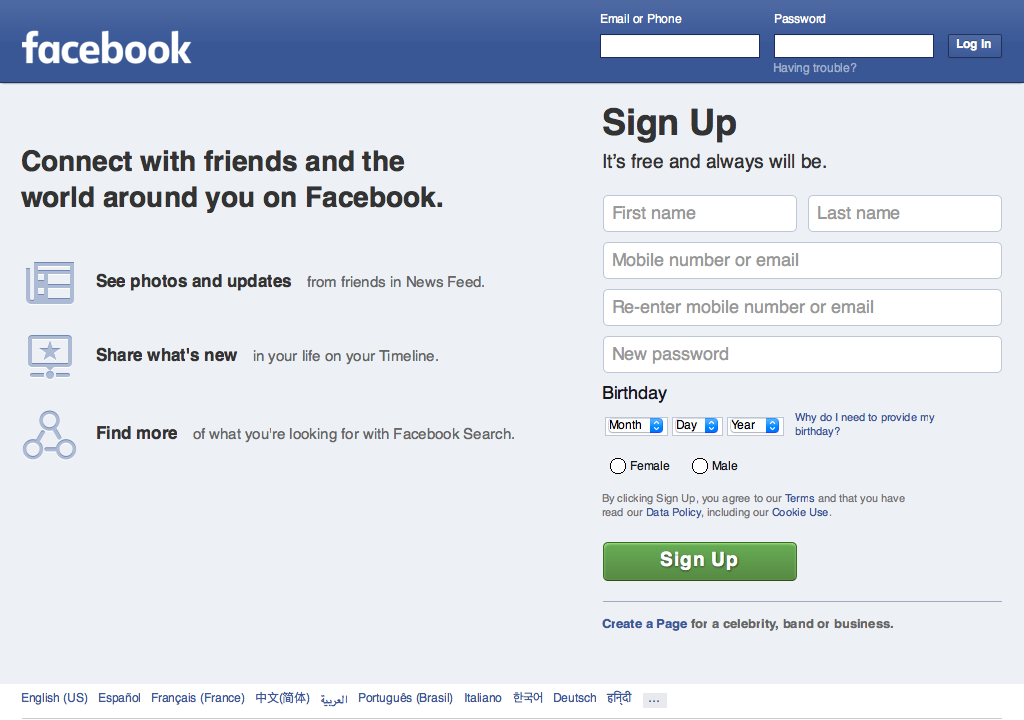 facebook
Email or Phone
Password
Log In
Having trouble?
Connect with friends and the
world around you on Facebook.
See photos and updates from friends in News Feed.
Share what's new in your life on your Timeline.
Find more of what you're looking for with Facebook Search.
Sign Up
It's free and always will be.
First name
Last name
Mobile number or email
Re-enter mobile number or email
New password
Birthday
Month
Day
Year
Why do I need to provide my
birthday?
Female
Male
By clicking Sign Up, you agree to our Terms and that you have
read our Data Policy, including our Cookie Use.
Sign Up
Create a Page for a celebrity, band or business.
English (US) Español Français (France) 中文(简体) العربية Português (Brasil) Italiano 한국어 Deutsch हिन्दी ...